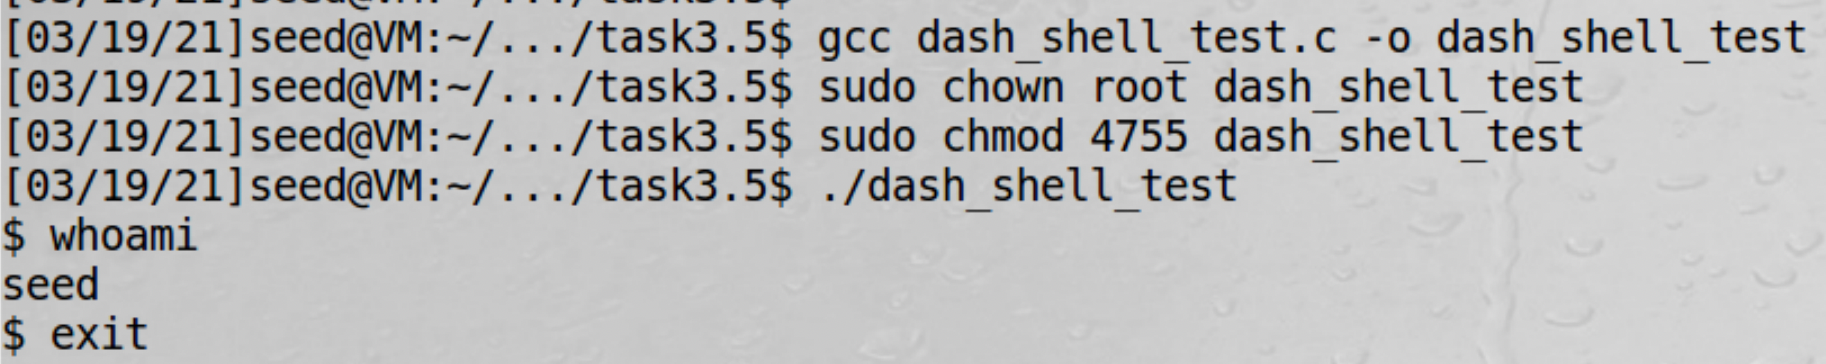 [03/19/21]seed@VM:~/.../task3.5$ gcc dash_shell_test.c -o dash_shell_test
[03/19/21]seed@VM:~/.../task3.5$ sudo chown root dash_shell_test
[03/19/21]seed@VM:~/.../task3.5$ sudo chmod 4755 dash_shell_test
[03/19/21]seed@VM:~/.../task3.5$ ./dash_shell_test
$ whoami
seed
$ exit